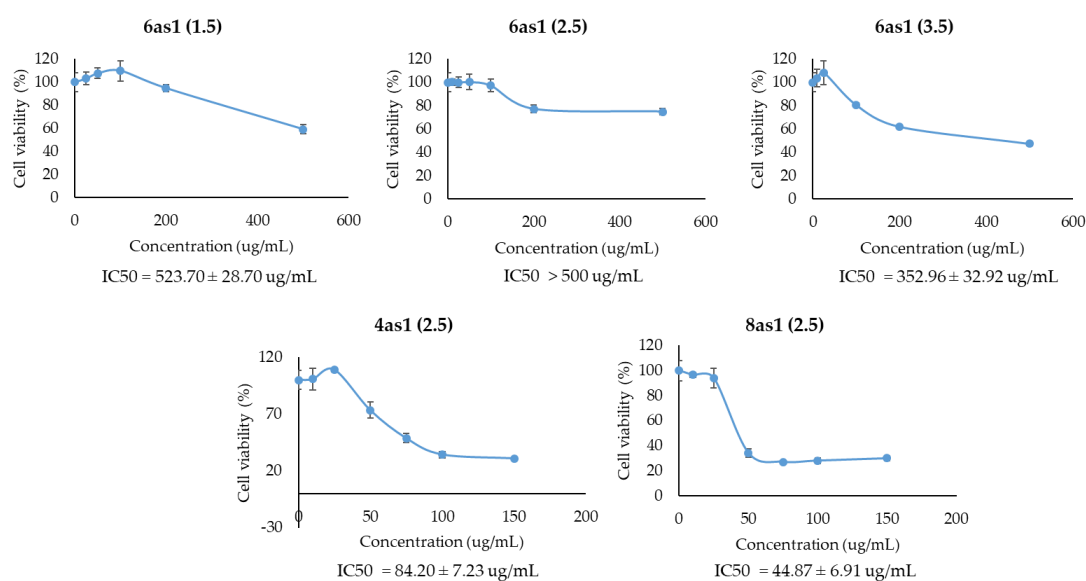 6as1 (1.5)
120
100
80
60
40
20
0
0
200
400
600
Cell viability (%)
Concentration (ug/mL)
IC50 = 523.70 ± 28.70 ug/mL
6as1 (2.5)
120
100
80
60
40
20
0
0
200
400
600
Cell viability (%)
Concentration (ug/mL)
IC50 > 500 ug/mL
6as1 (3.5)
120
100
80
60
40
20
0
0
200
400
600
Cell viability (%)
Concentration (ug/mL)
IC50 = 352.96 ± 32.92 ug/mL
4as1 (2.5)
120
70
20
-30
0
50
100
150
200
Cell viability (%)
Concentration (ug/mL)
IC50 = 84.20 ± 7.23 ug/mL
8as1 (2.5)
120
100
80
60
40
20
0
0
50
100
150
200
Cell viability (%)
Concentration (ug/mL)
IC50 = 44.87 ± 6.91 ug/mL